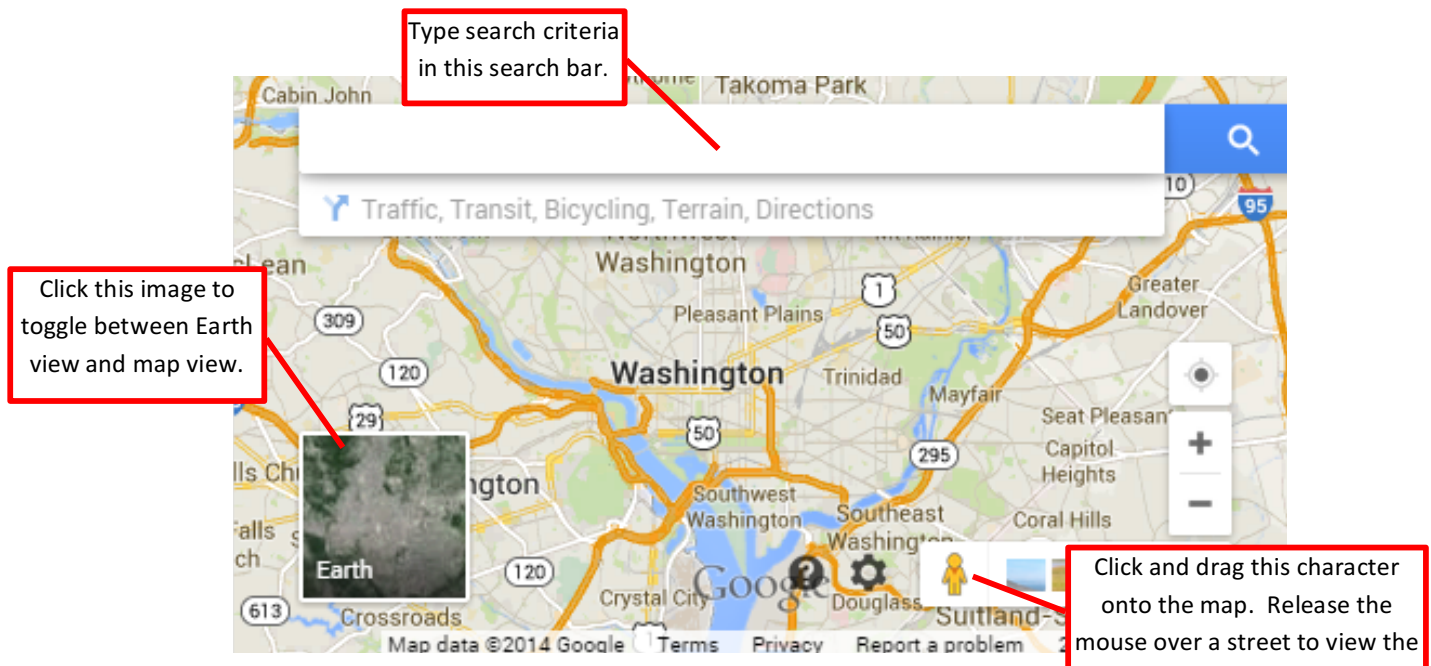 Type search criteria
in this search bar.
Takoma Park
Cabin John
10
95
Traffic, Transit, Bicycling, Terrain, Directions
Washington
Click this image to
toggle between Earth
view and map view.
1
Greater
Landover
Pleasant Plains
309
50
120
Washington
Trinidad
Mayfair
29
Seat Pleasant
50
295
Capitol
Heights
Southwest
Washington
Southeast
Washington
Coral Hills
Earth
120
Crystal City
Google
Douglass
613
Crossroads
Map data ©2014 Google
1
Terms
Privacy
Report a problem
Click and drag this character
onto the map. Release the
mouse over a street to view the